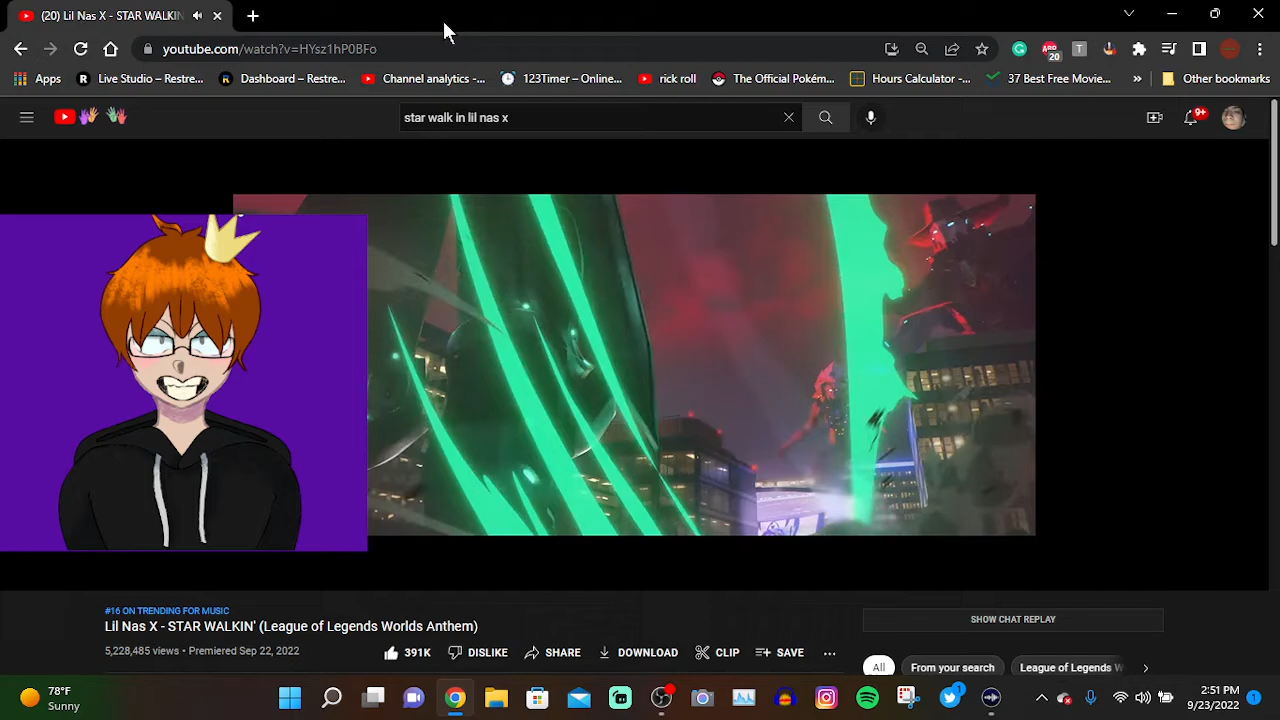 (20) Lil Nas X - STAR WALKIN
youtube.com/watch?v=HYsz1hP0BFo
20
Apps
Live Studio – Restre...
Dashboard – Restre...
Channel analytics -...
123Timer – Online...
rick roll
The Official Pokém...
Hours Calculator -...
37 Best Free Movie...
»
Other bookmarks
star walk in lil nas x
9+
#16 ON TRENDING FOR MUSIC
Lil Nas X - STAR WALKIN' (League of Legends Worlds Anthem)
5,228,485 views • Premiered Sep 22, 2022
391K
DISLIKE
SHARE
DOWNLOAD
CLIP
SAVE
SHOW CHAT REPLAY
All
From your search
League of Legends W
78°F
Sunny
1
2:51 PM
9/23/2022
1